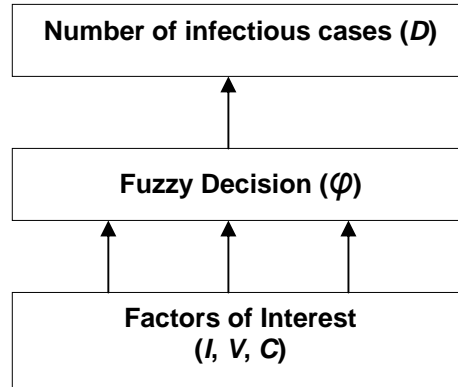 Number of infectious cases (D)
Fuzzy Decision (φ)
Factors of Interest
(I, V, C)